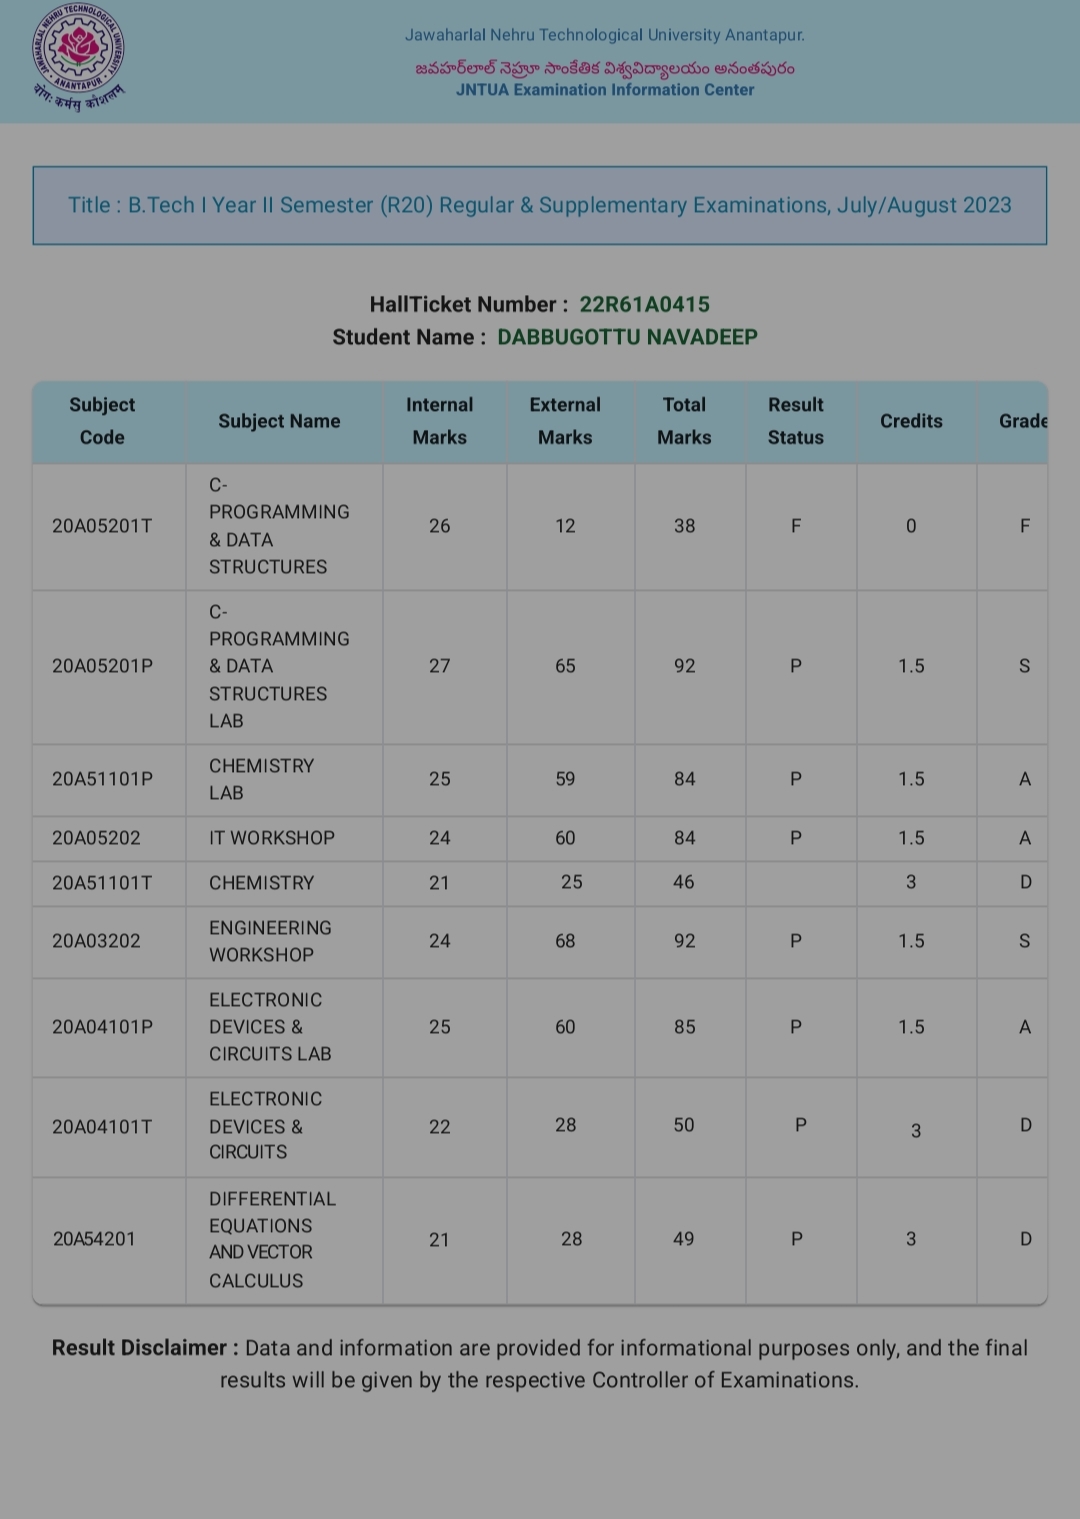 JAWAHARLAL NEHRU TECHNOLOGICAL UNIVERSITY
· ANANTAPUR ·
योग: कर्मसु कौशलम्
Jawaharlal Nehru Technological University Anantapur.
జవహర్‌లాల్ నెహ్రూ సాంకేతిక విశ్వవిద్యాలయం అనంతపురం
JNTUA Examination Information Center
Title : B.Tech I Year II Semester (R20) Regular & Supplementary Examinations, July/August 2023
HallTicket Number : 22R61A0415
Student Name : DABBUGOTTU NAVADEEP
Subject Code Subject Name Internal Marks External Marks Total Marks Result Status Credits Grade
20A05201T C-PROGRAMMING & DATA STRUCTURES 26 12 38 F 0 F
20A05201P C-PROGRAMMING & DATA STRUCTURES LAB 27 65 92 P 1.5 S
20A51101P CHEMISTRY LAB 25 59 84 P 1.5 A
20A05202 IT WORKSHOP 24 60 84 P 1.5 A
20A51101T CHEMISTRY 21 25 46 3 D
20A03202 ENGINEERING WORKSHOP 24 68 92 P 1.5 S
20A04101P ELECTRONIC DEVICES & CIRCUITS LAB 25 60 85 P 1.5 A
20A04101T ELECTRONIC DEVICES & CIRCUITS 22 28 50 P 3 D
20A54201 DIFFERENTIAL EQUATIONS AND VECTOR CALCULUS 21 28 49 P 3 D
Result Disclaimer : Data and information are provided for informational purposes only, and the final
results will be given by the respective Controller of Examinations.